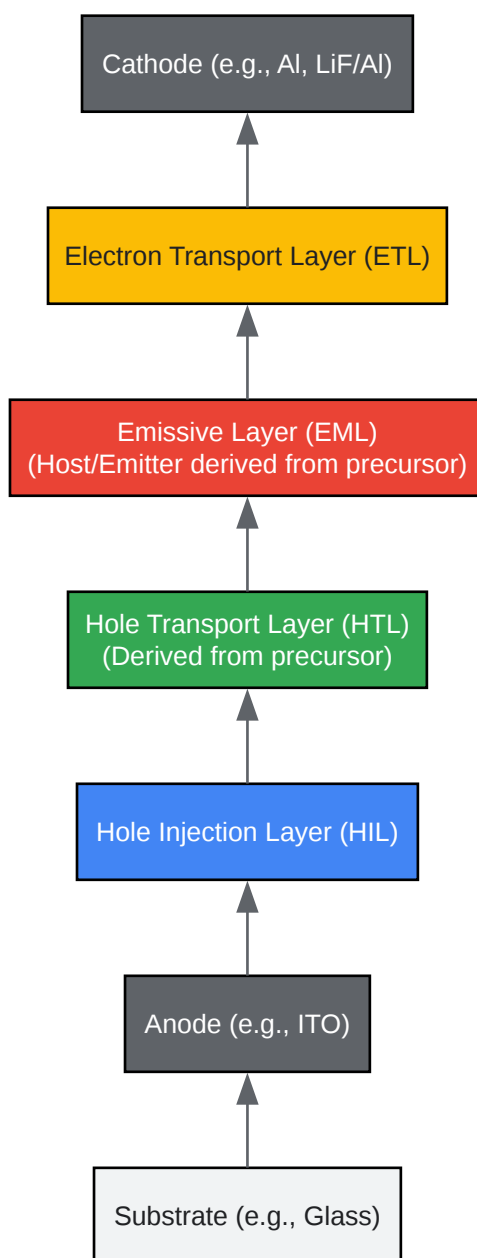 Cathode (e.g., Al, LiF/Al)
Electron Transport Layer (ETL)
Emissive Layer (EML)
(Host/Emitter derived from precursor)
Hole Transport Layer (HTL)
(Derived from precursor)
Hole Injection Layer (HIL)
Anode (e.g., ITO)
Substrate (e.g., Glass)